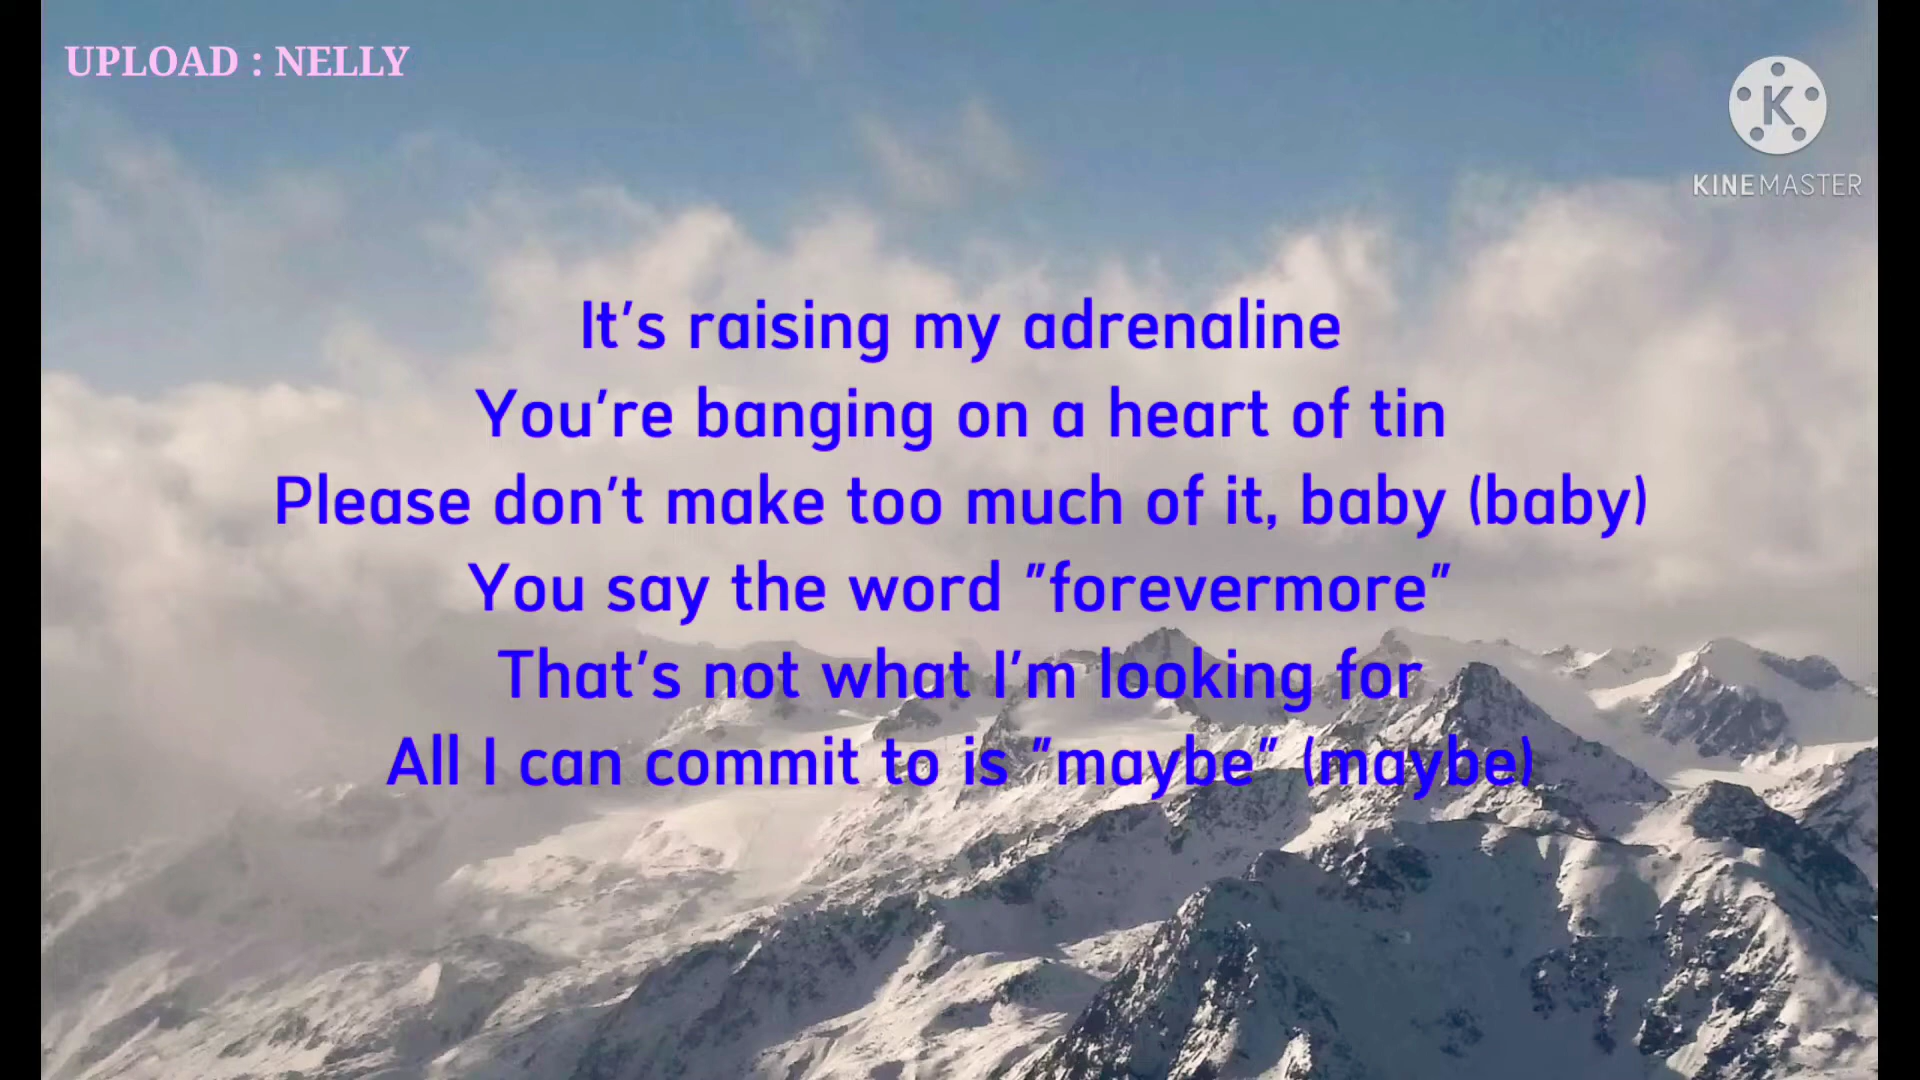 UPLOAD : NELLY
K
KINEMASTER
It's raising my adrenaline
You're banging on a heart of tin
Please don't make too much of it, baby (baby)
You say the word "forevermore"
That's not what I'm looking for
All I can commit to is "maybe" (maybe)